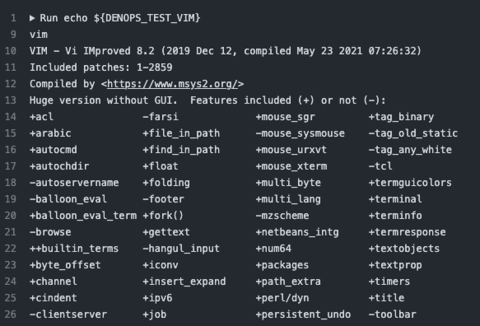 1 ▶ Run echo ${DENOPS_TEST_VIM}
9 vim
10 VIM - Vi IMproved 8.2 (2019 Dec 12, compiled May 23 2021 07:26:32)
11 Included patches: 1-2859
12 Compiled by <https://www.msys2.org/>
13 Huge version without GUI.  Features included (+) or not (-):
14 +acl -farsi +mouse_sgr +tag_binary
15 +arabic +file_in_path -mouse_sysmouse -tag_old_static
16 +autocmd +find_in_path +mouse_urxvt -tag_any_white
17 +autochdir +float +mouse_xterm -tcl
18 -autoservername +folding +multi_byte +termguicolors
19 -balloon_eval -footer +multi_lang +terminal
20 +balloon_eval_term +fork() -mzscheme +terminfo
21 -browse +gettext +netbeans_intg +termresponse
22 ++builtin_terms -hangul_input +num64 +textobjects
23 +byte_offset +iconv +packages +textprop
24 +channel +insert_expand +path_extra +timers
25 +cindent +ipv6 +perl/dyn +title
26 -clientserver +job +persistent_undo -toolbar